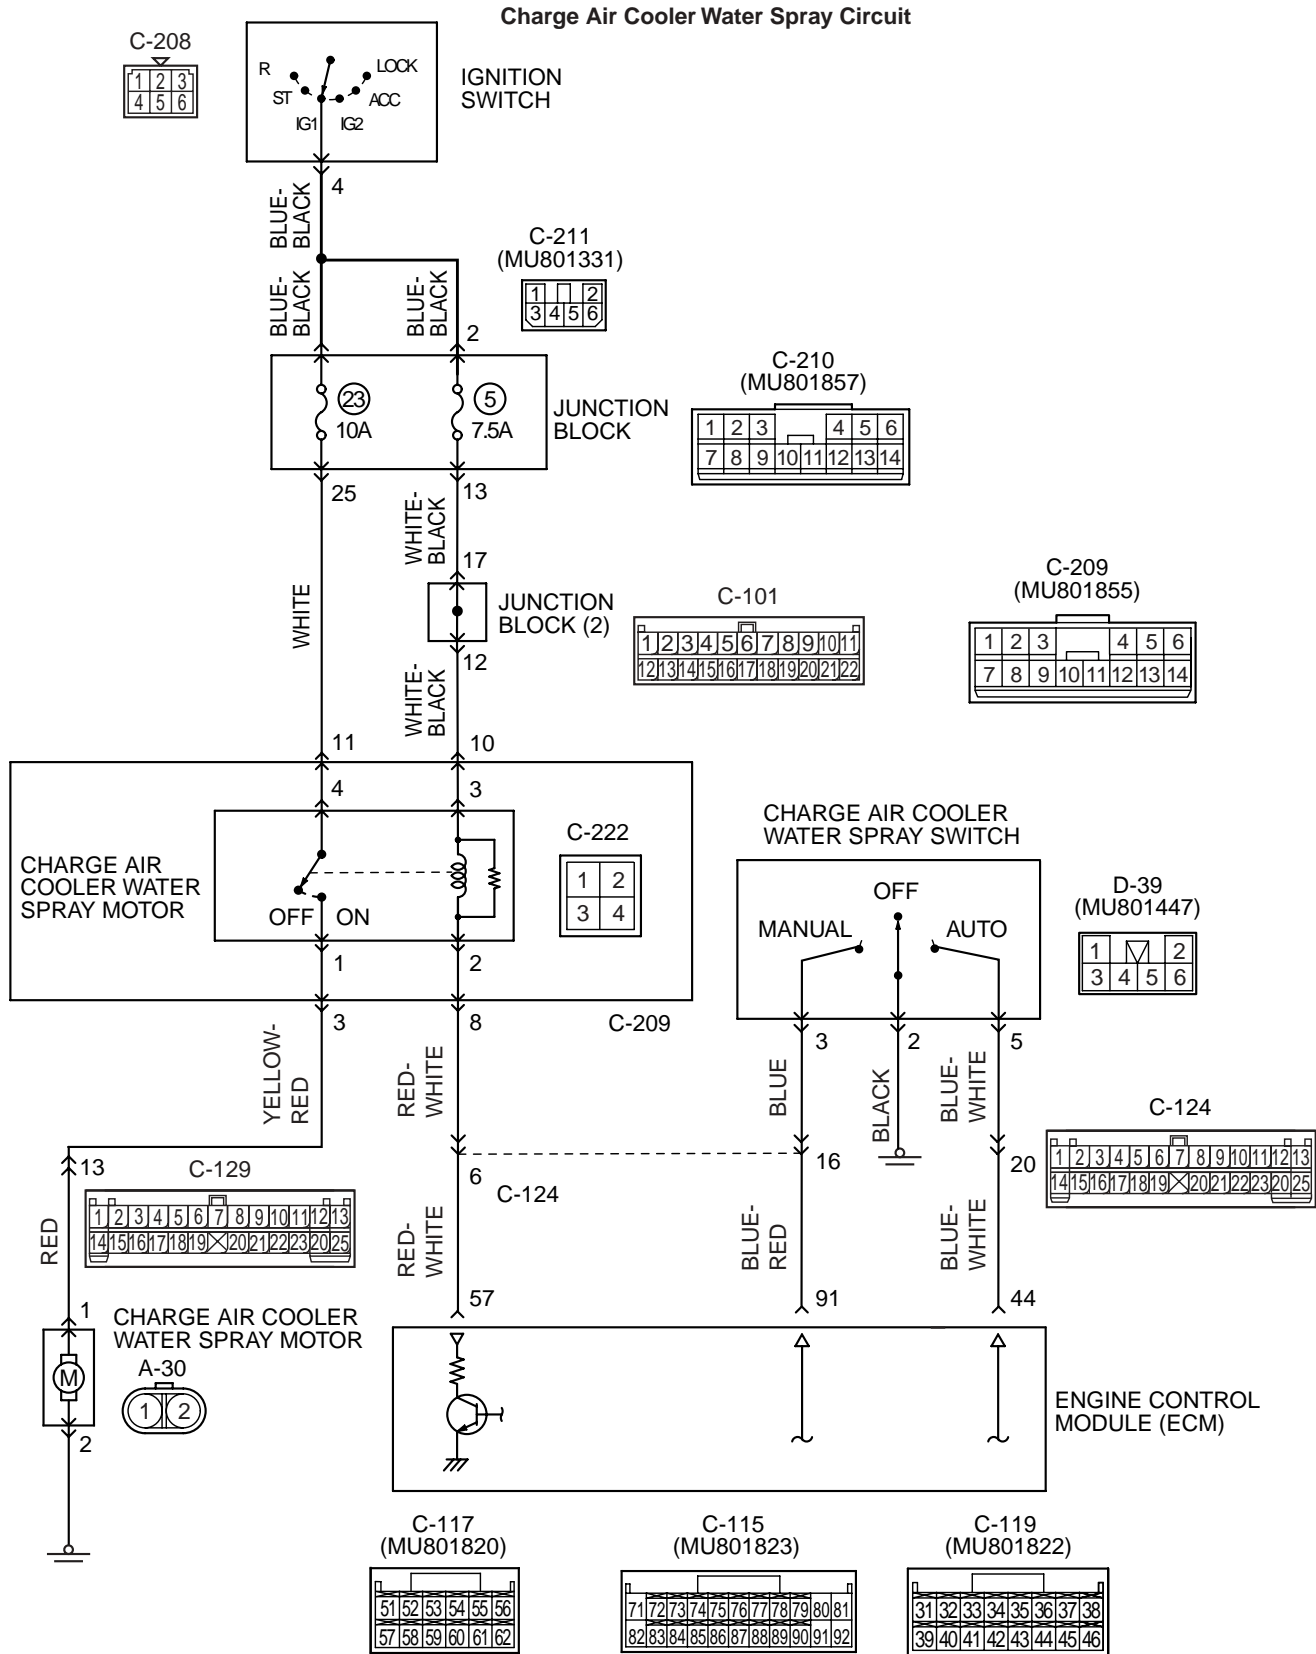 Charge Air Cooler Water Spray Circuit
C-208
1 2 3
4 5 6
R
ST
IG1
IG2
ACC
LOCK
IGNITION
SWITCH
4
BLUE-
BLACK
BLUE-
BLACK
BLUE-
BLACK
2
C-211
(MU801331)
1 2
3 4 5 6
23
10A
5
7.5A
JUNCTION
BLOCK
C-210
(MU801857)
1 2 3 4 5 6
7 8 9 10 11 12 13 14
25
13
WHITE
WHITE-
BLACK
17
JUNCTION
BLOCK (2)
12
C-101
1 2 3 4 5 6 7 8 9 10 11
12 13 14 15 16 17 18 19 20 21 22
C-209
(MU801855)
1 2 3 4 5 6
7 8 9 10 11 12 13 14
WHITE-
BLACK
11
10
4
3
CHARGE AIR
COOLER WATER
SPRAY MOTOR
OFF
ON
C-222
1 2
3 4
1
2
3
8
C-209
CHARGE AIR COOLER
WATER SPRAY SWITCH
OFF
MANUAL
AUTO
D-39
(MU801447)
1 2
3 4 5 6
3
2
5
YELLOW-
RED
RED-
WHITE
BLUE
BLACK
BLUE-
WHITE
C-124
1 2 3 4 5 6 7 8 9 10 11 12 13
14 15 16 17 18 19 20 21 22 23 20 25
13
C-129
1 2 3 4 5 6 7 8 9 10 11 12 13
14 15 16 17 18 19 20 21 22 23 20 25
6
C-124
16
20
RED
RED-
WHITE
BLUE-
RED
BLUE-
WHITE
57
91
44
1
CHARGE AIR COOLER
WATER SPRAY MOTOR
A-30
1 2
M
2
ENGINE CONTROL
MODULE (ECM)
C-117
(MU801820)
51 52 53 54 55 56
57 58 59 60 61 62
C-115
(MU801823)
71 72 73 74 75 76 77 78 79 80 81
82 83 84 85 86 87 88 89 90 91 92
C-119
(MU801822)
31 32 33 34 35 36 37 38
39 40 41 42 43 44 45 46